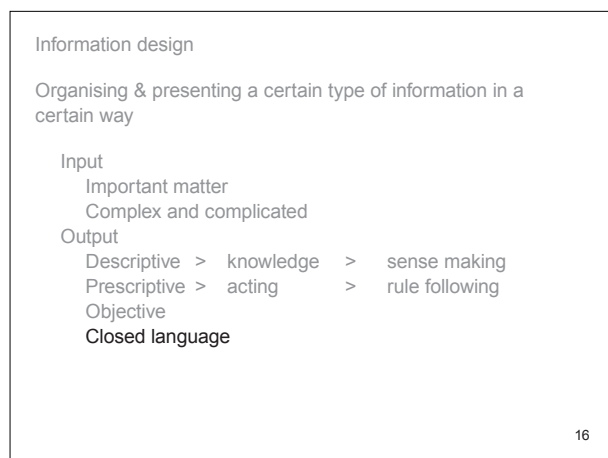 Information design
Organising & presenting a certain type of information in a
certain way
Input
Important matter
Complex and complicated
Output
Descriptive > knowledge > sense making
Prescriptive > acting > rule following
Objective
Closed language
16